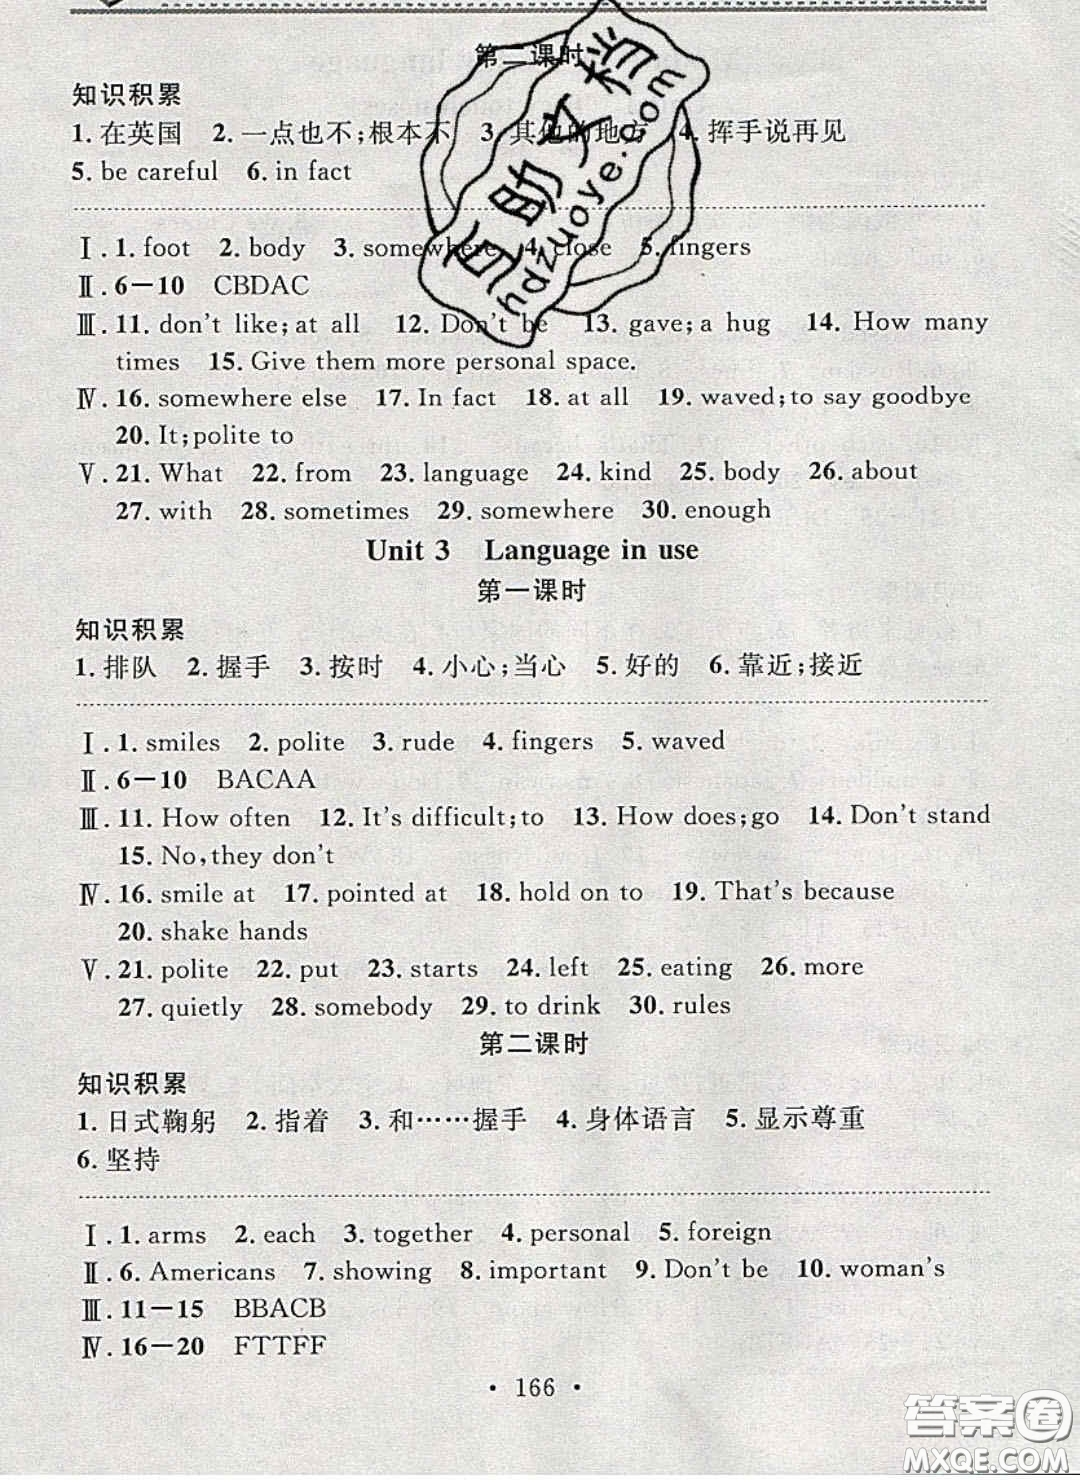 第二课时
知识积累
1. 在英国 2. 一点也不;根本不 3. 其他的地方 4. 挥手说再见
5. be careful 6. in fact
Ⅰ. 1. foot 2. body 3. somewhere 4. close 5. fingers
Ⅱ. 6—10 CBDAC
Ⅲ. 11. don't like; at all 12. Don't be 13. gave; a hug 14. How many
times 15. Give them more personal space.
Ⅳ. 16. somewhere else 17. In fact 18. at all 19. waved; to say goodbye
20. It; polite to
Ⅴ. 21. What 22. from 23. language 24. kind 25. body 26. about
27. with 28. sometimes 29. somewhere 30. enough
Unit 3 Language in use
第一课时
知识积累
1. 排队 2. 握手 3. 按时 4. 小心;当心 5. 好的 6. 靠近;接近
Ⅰ. 1. smiles 2. polite 3. rude 4. fingers 5. waved
Ⅱ. 6—10 BACAA
Ⅲ. 11. How often 12. It's difficult; to 13. How does; go 14. Don't stand
15. No, they don't
Ⅳ. 16. smile at 17. pointed at 18. hold on to 19. That's because
20. shake hands
Ⅴ. 21. polite 22. put 23. starts 24. left 25. eating 26. more
27. quietly 28. somebody 29. to drink 30. rules
第二课时
知识积累
1. 日式鞠躬 2. 指着 3. 和……握手 4. 身体语言 5. 显示尊重
6. 坚持
Ⅰ. 1. arms 2. each 3. together 4. personal 5. foreign
Ⅱ. 6. Americans 7. showing 8. important 9. Don't be 10. woman's
Ⅲ. 11—15 BBACB
Ⅳ. 16—20 FTTFF
· 166 ·
答案圈
MXQE.COM